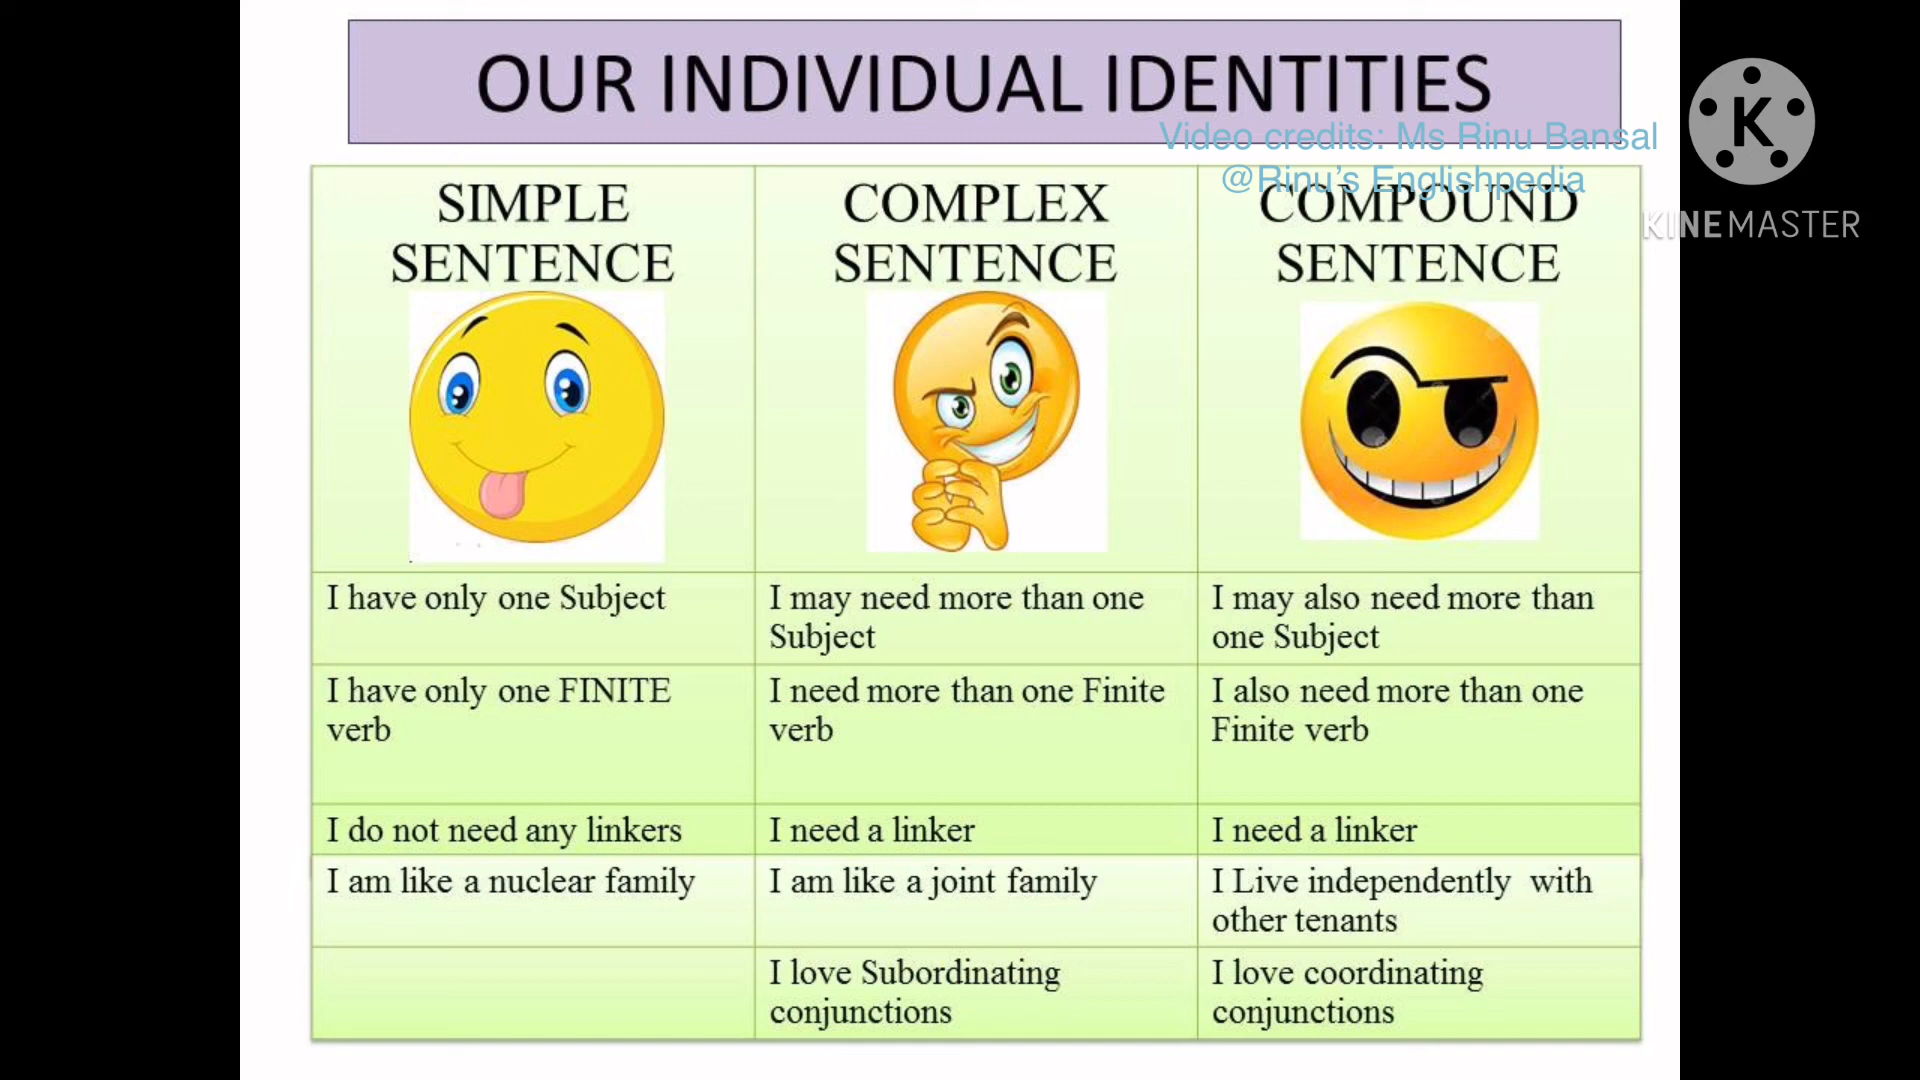 OUR INDIVIDUAL IDENTITIES
Video credits: Ms Rinu Bansal
@Rinu's Englishpedia
K
KINEMASTER
SIMPLE
SENTENCE
COMPLEX
SENTENCE
COMPOUND
SENTENCE
I have only one Subject
I may need more than one
Subject
I may also need more than
one Subject
I have only one FINITE
verb
I need more than one Finite
verb
I also need more than one
Finite verb
I do not need any linkers
I need a linker
I need a linker
I am like a nuclear family
I am like a joint family
I Live independently with
other tenants
I love Subordinating
conjunctions
I love coordinating
conjunctions